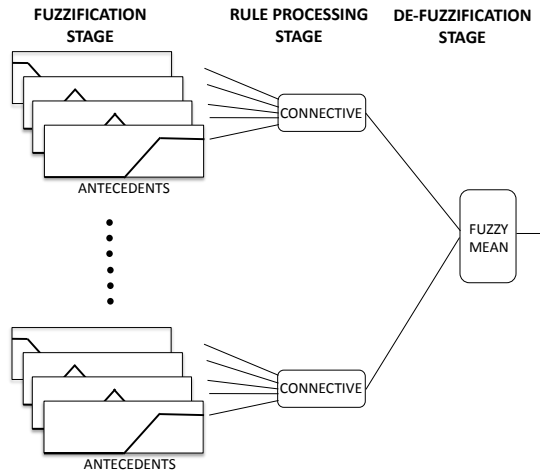 FUZZIFICATION
STAGE
RULE PROCESSING
STAGE
DE-FUZZIFICATION
STAGE
CONNECTIVE
ANTECEDENTS
FUZZY
MEAN
CONNECTIVE
ANTECEDENTS